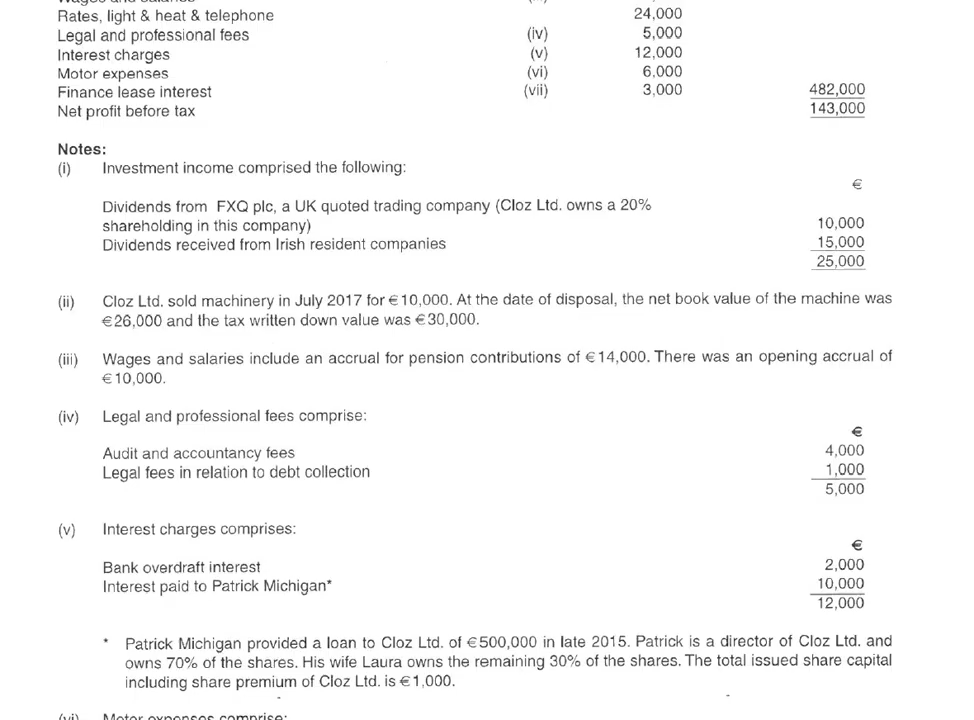 Wages and salaries (iii)
Rates, light & heat & telephone 24,000
Legal and professional fees (iv) 5,000
Interest charges (v) 12,000
Motor expenses (vi) 6,000
Finance lease interest (vii) 3,000 482,000
Net profit before tax 143,000
Notes:
(i) Investment income comprised the following:
€
Dividends from FXQ plc, a UK quoted trading company (Cloz Ltd. owns a 20%
shareholding in this company) 10,000
Dividends received from Irish resident companies 15,000
25,000
(ii) Cloz Ltd. sold machinery in July 2017 for €10,000. At the date of disposal, the net book value of the machine was
€26,000 and the tax written down value was €30,000.
(iii) Wages and salaries include an accrual for pension contributions of €14,000. There was an opening accrual of
€10,000.
(iv) Legal and professional fees comprise:
€
Audit and accountancy fees 4,000
Legal fees in relation to debt collection 1,000
5,000
(v) Interest charges comprises:
€
Bank overdraft interest 2,000
Interest paid to Patrick Michigan* 10,000
12,000
* Patrick Michigan provided a loan to Cloz Ltd. of €500,000 in late 2015. Patrick is a director of Cloz Ltd. and
owns 70% of the shares. His wife Laura owns the remaining 30% of the shares. The total issued share capital
including share premium of Cloz Ltd. is €1,000.
(vi) Motor expenses comprise: